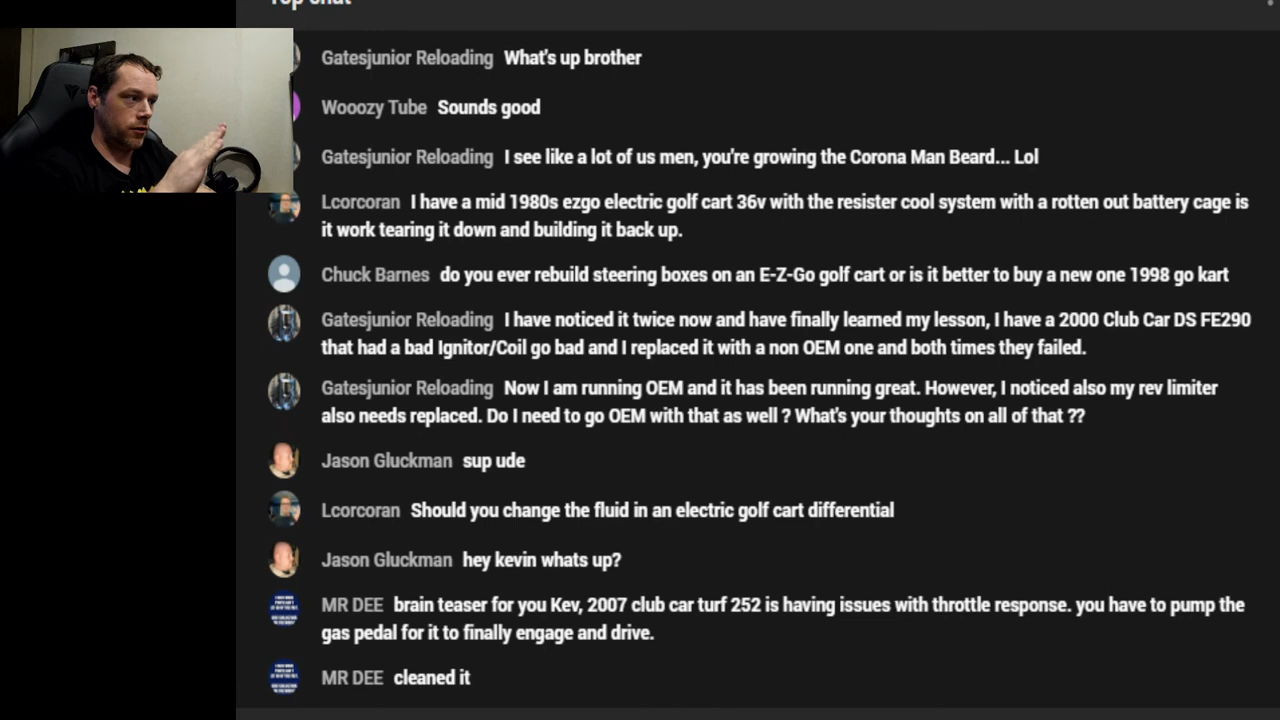 Top chat
Gatesjunior Reloading What's up brother
Wooozy Tube Sounds good
Gatesjunior Reloading I see like a lot of us men, you're growing the Corona Man Beard... Lol
Lcorcoran I have a mid 1980s ezgo electric golf cart 36v with the resister cool system with a rotten out battery cage is
it work tearing it down and building it back up.
Chuck Barnes do you ever rebuild steering boxes on an E-Z-Go golf cart or is it better to buy a new one 1998 go kart
Gatesjunior Reloading I have noticed it twice now and have finally learned my lesson, I have a 2000 Club Car DS FE290
that had a bad Ignitor/Coil go bad and I replaced it with a non OEM one and both times they failed.
Gatesjunior Reloading Now I am running OEM and it has been running great. However, I noticed also my rev limiter
also needs replaced. Do I need to go OEM with that as well ? What's your thoughts on all of that ??
Jason Gluckman sup ude
Lcorcoran Should you change the fluid in an electric golf cart differential
Jason Gluckman hey kevin whats up?
MR DEE brain teaser for you Kev, 2007 club car turf 252 is having issues with throttle response. you have to pump the
gas pedal for it to finally engage and drive.
MR DEE cleaned it